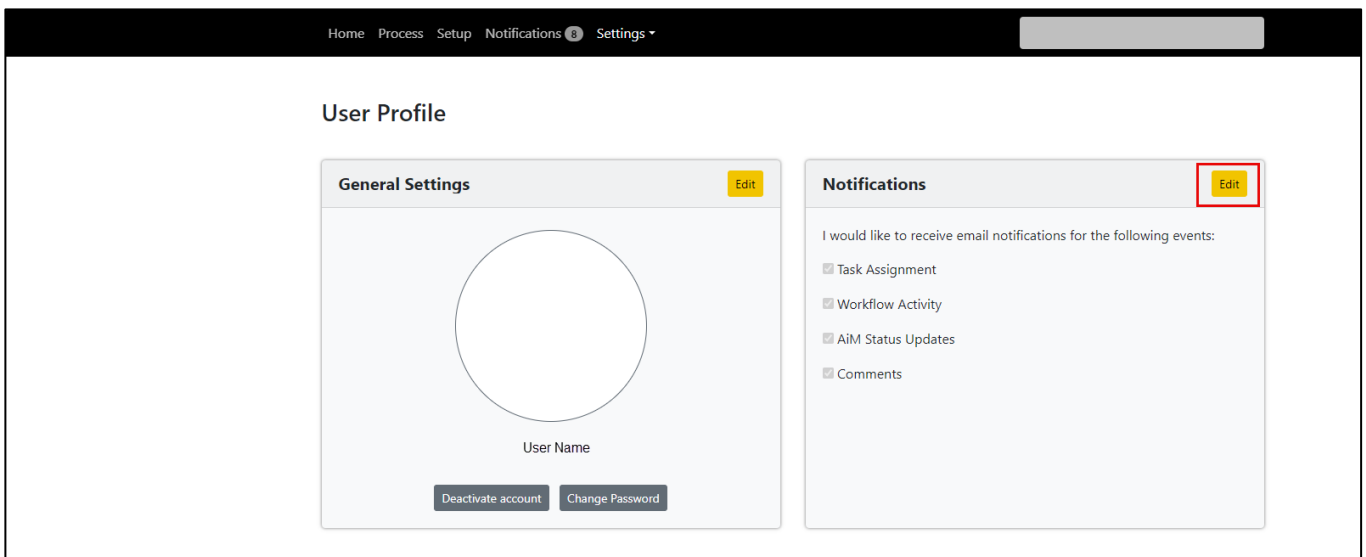 Home Process Setup Notifications 8 Settings
User Profile
General Settings
Edit
User Name
Deactivate account
Change Password
Notifications
Edit
I would like to receive email notifications for the following events:
Task Assignment
Workflow Activity
AiM Status Updates
Comments